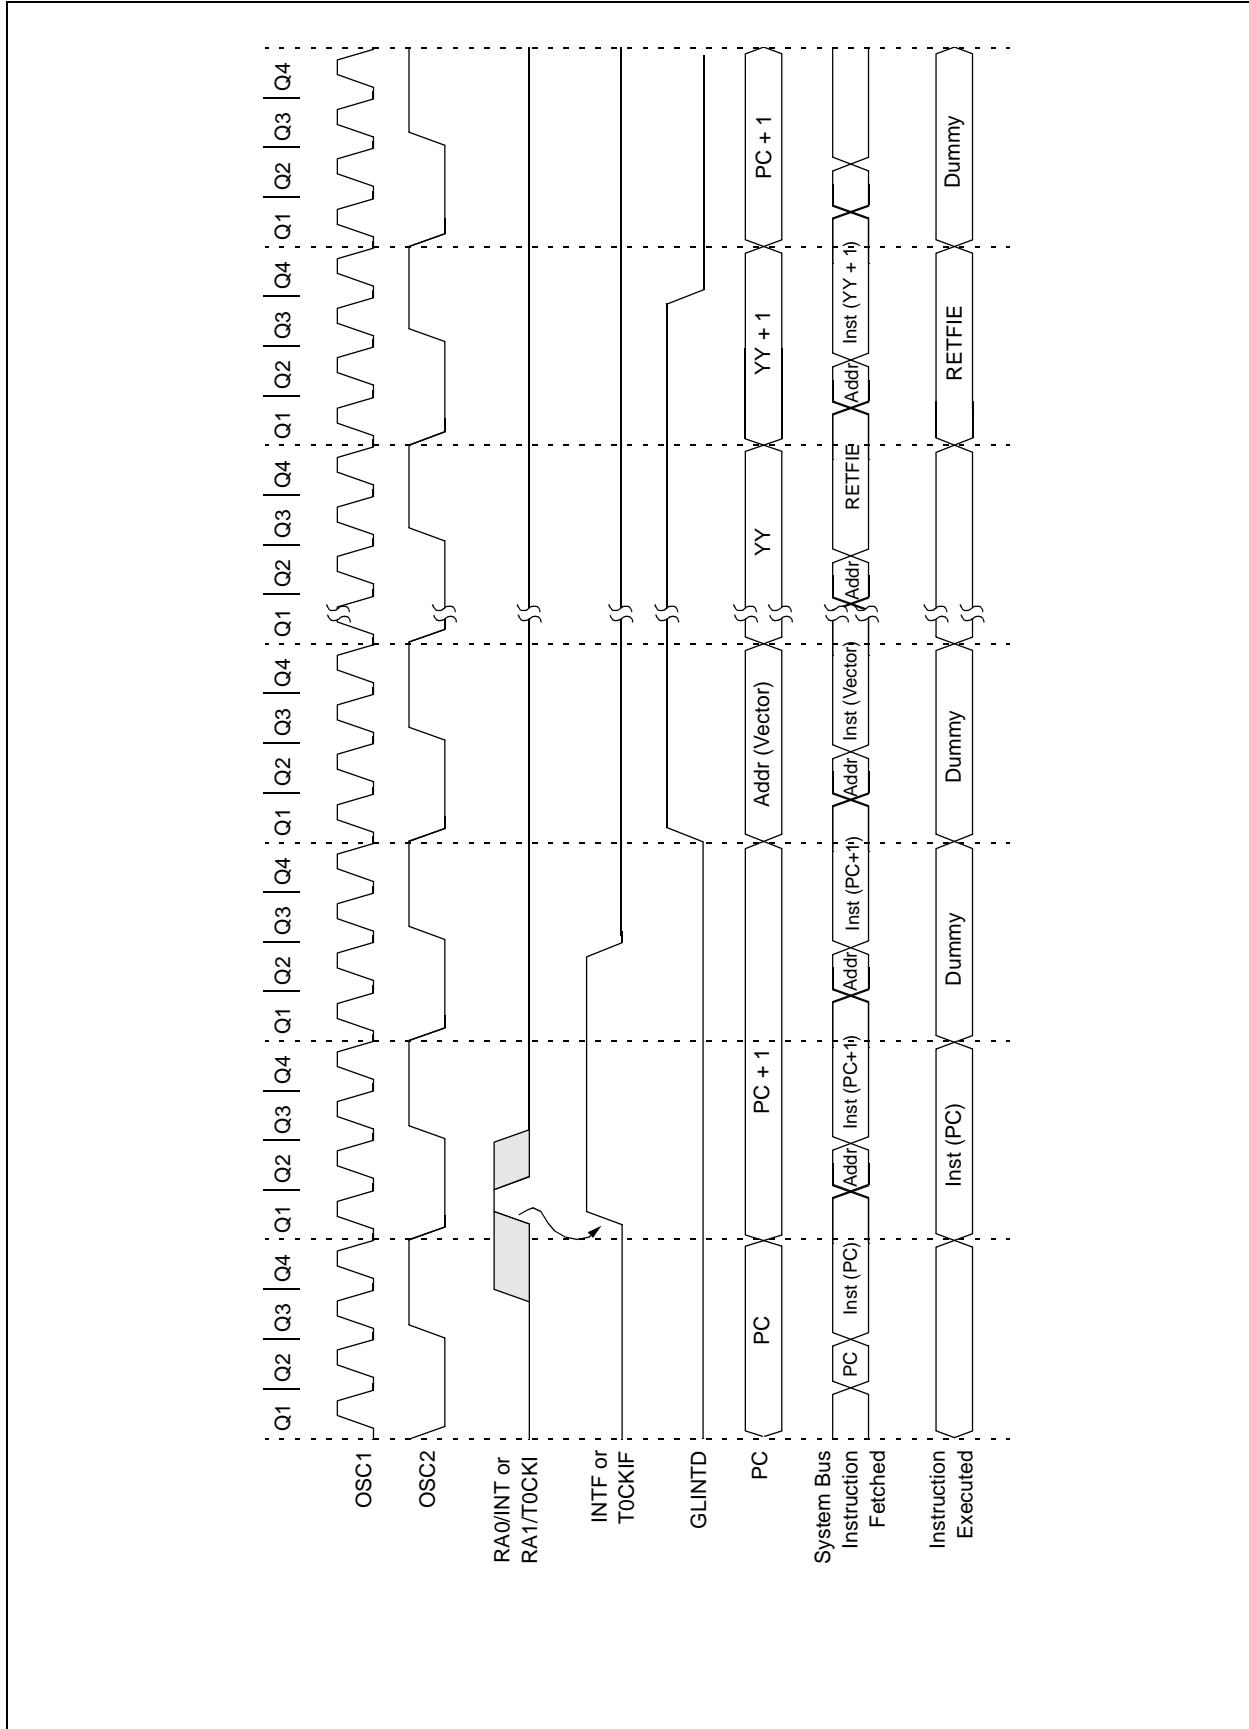 Q1 Q2 Q3 Q4 Q1 Q2 Q3 Q4 Q1 Q2 Q3 Q4 Q1 Q2 Q3 Q4 Q1 Q2 Q3 Q4 Q1 Q2 Q3 Q4 Q1 Q2 Q3 Q4
OSC1
OSC2
RA0/INT or
RA1/T0CKI
INTF or
T0CKIF
GLINTD
PC PC PC + 1 Addr (Vector) YY YY + 1 PC + 1
System Bus
Instruction PC Inst (PC) Addr Inst (PC+1) Addr Inst (PC+1) Addr Inst (Vector) Addr RETFIE Addr Inst (YY + 1)
Fetched
Instruction
Executed
Inst (PC) Dummy Dummy RETFIE Dummy